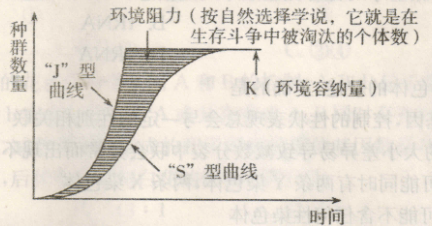 环境阻力（按自然选择学说，它就是在
生存斗争中被淘汰的个体数）
种群数量
“J”型
曲线
K（环境容纳量）
“S”型曲线
时间